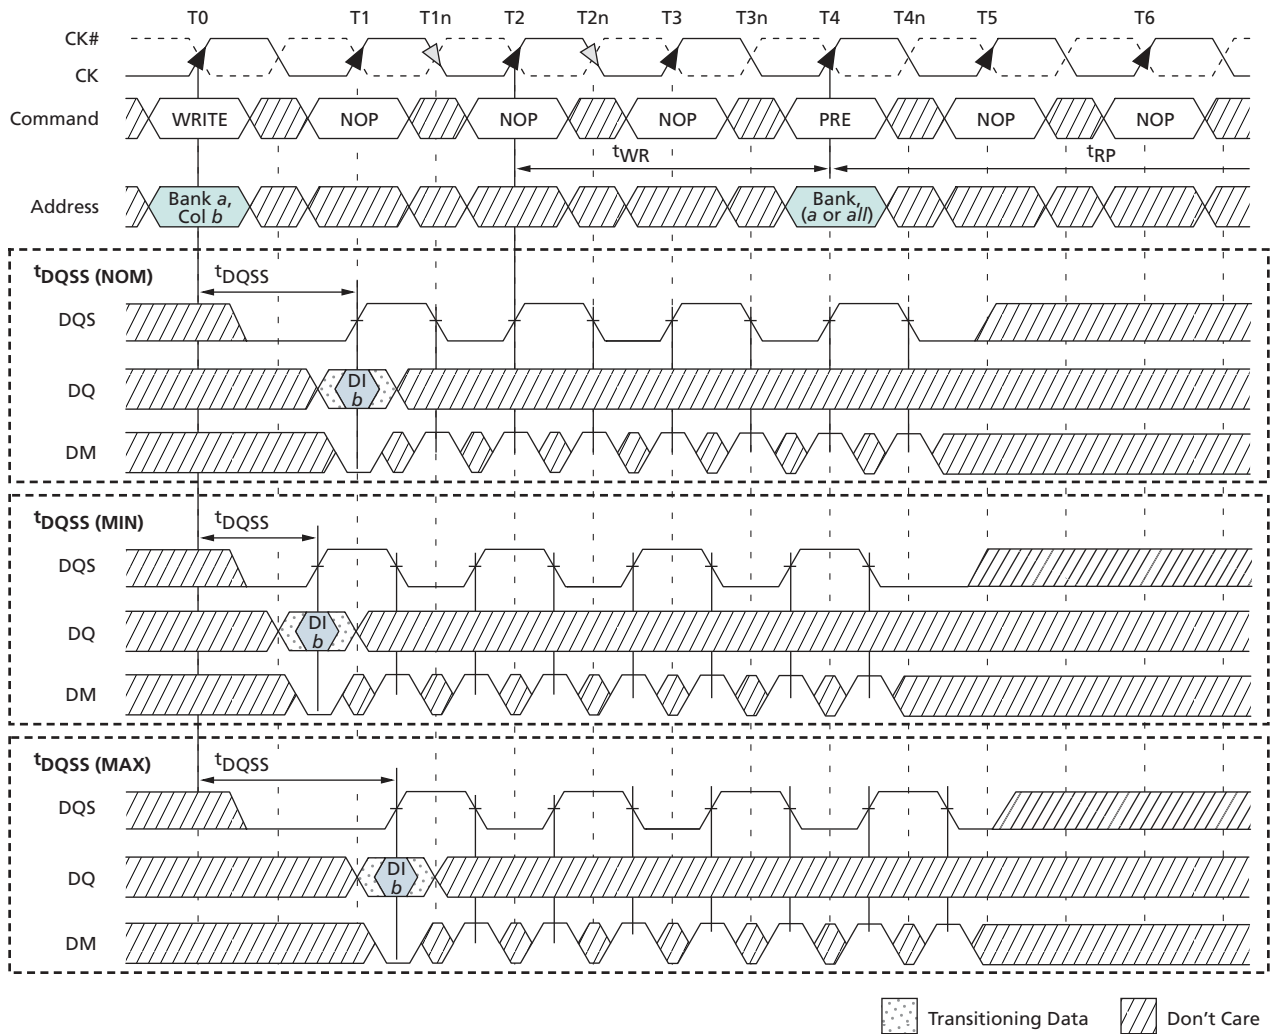 T0 T1 T1n T2 T2n T3 T3n T4 T4n T5 T6
CK#
CK
Command WRITE NOP NOP NOP PRE NOP NOP
tWR tRP
Address Bank a, Col b Bank, (a or all)
tDQSS (NOM) tDQSS
DQS
DQ DI b
DM
tDQSS (MIN) tDQSS
DQS
DQ DI b
DM
tDQSS (MAX) tDQSS
DQS
DQ DI b
DM
Transitioning Data Don't Care